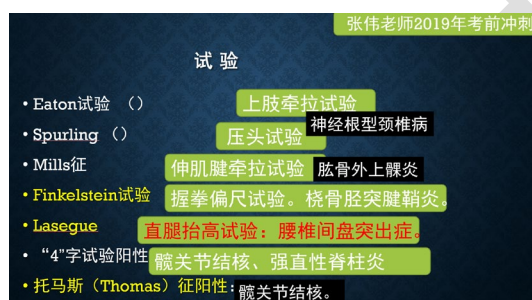 张伟老师2019年考前冲刺
试验
• Eaton试验 （） 上肢牵拉试验
神经根型颈椎病
• Spurling （） 压头试验
• Mills征 伸肌腱牵拉试验 肱骨外上髁炎
• Finkelstein试验 握拳偏尺试验。桡骨胫突腱鞘炎。
• Lasegue 直腿抬高试验：腰椎间盘突出症。
• “4”字试验阳性 髋关节结核、强直性脊柱炎
• 托马斯（Thomas）征阳性：髋关节结核。